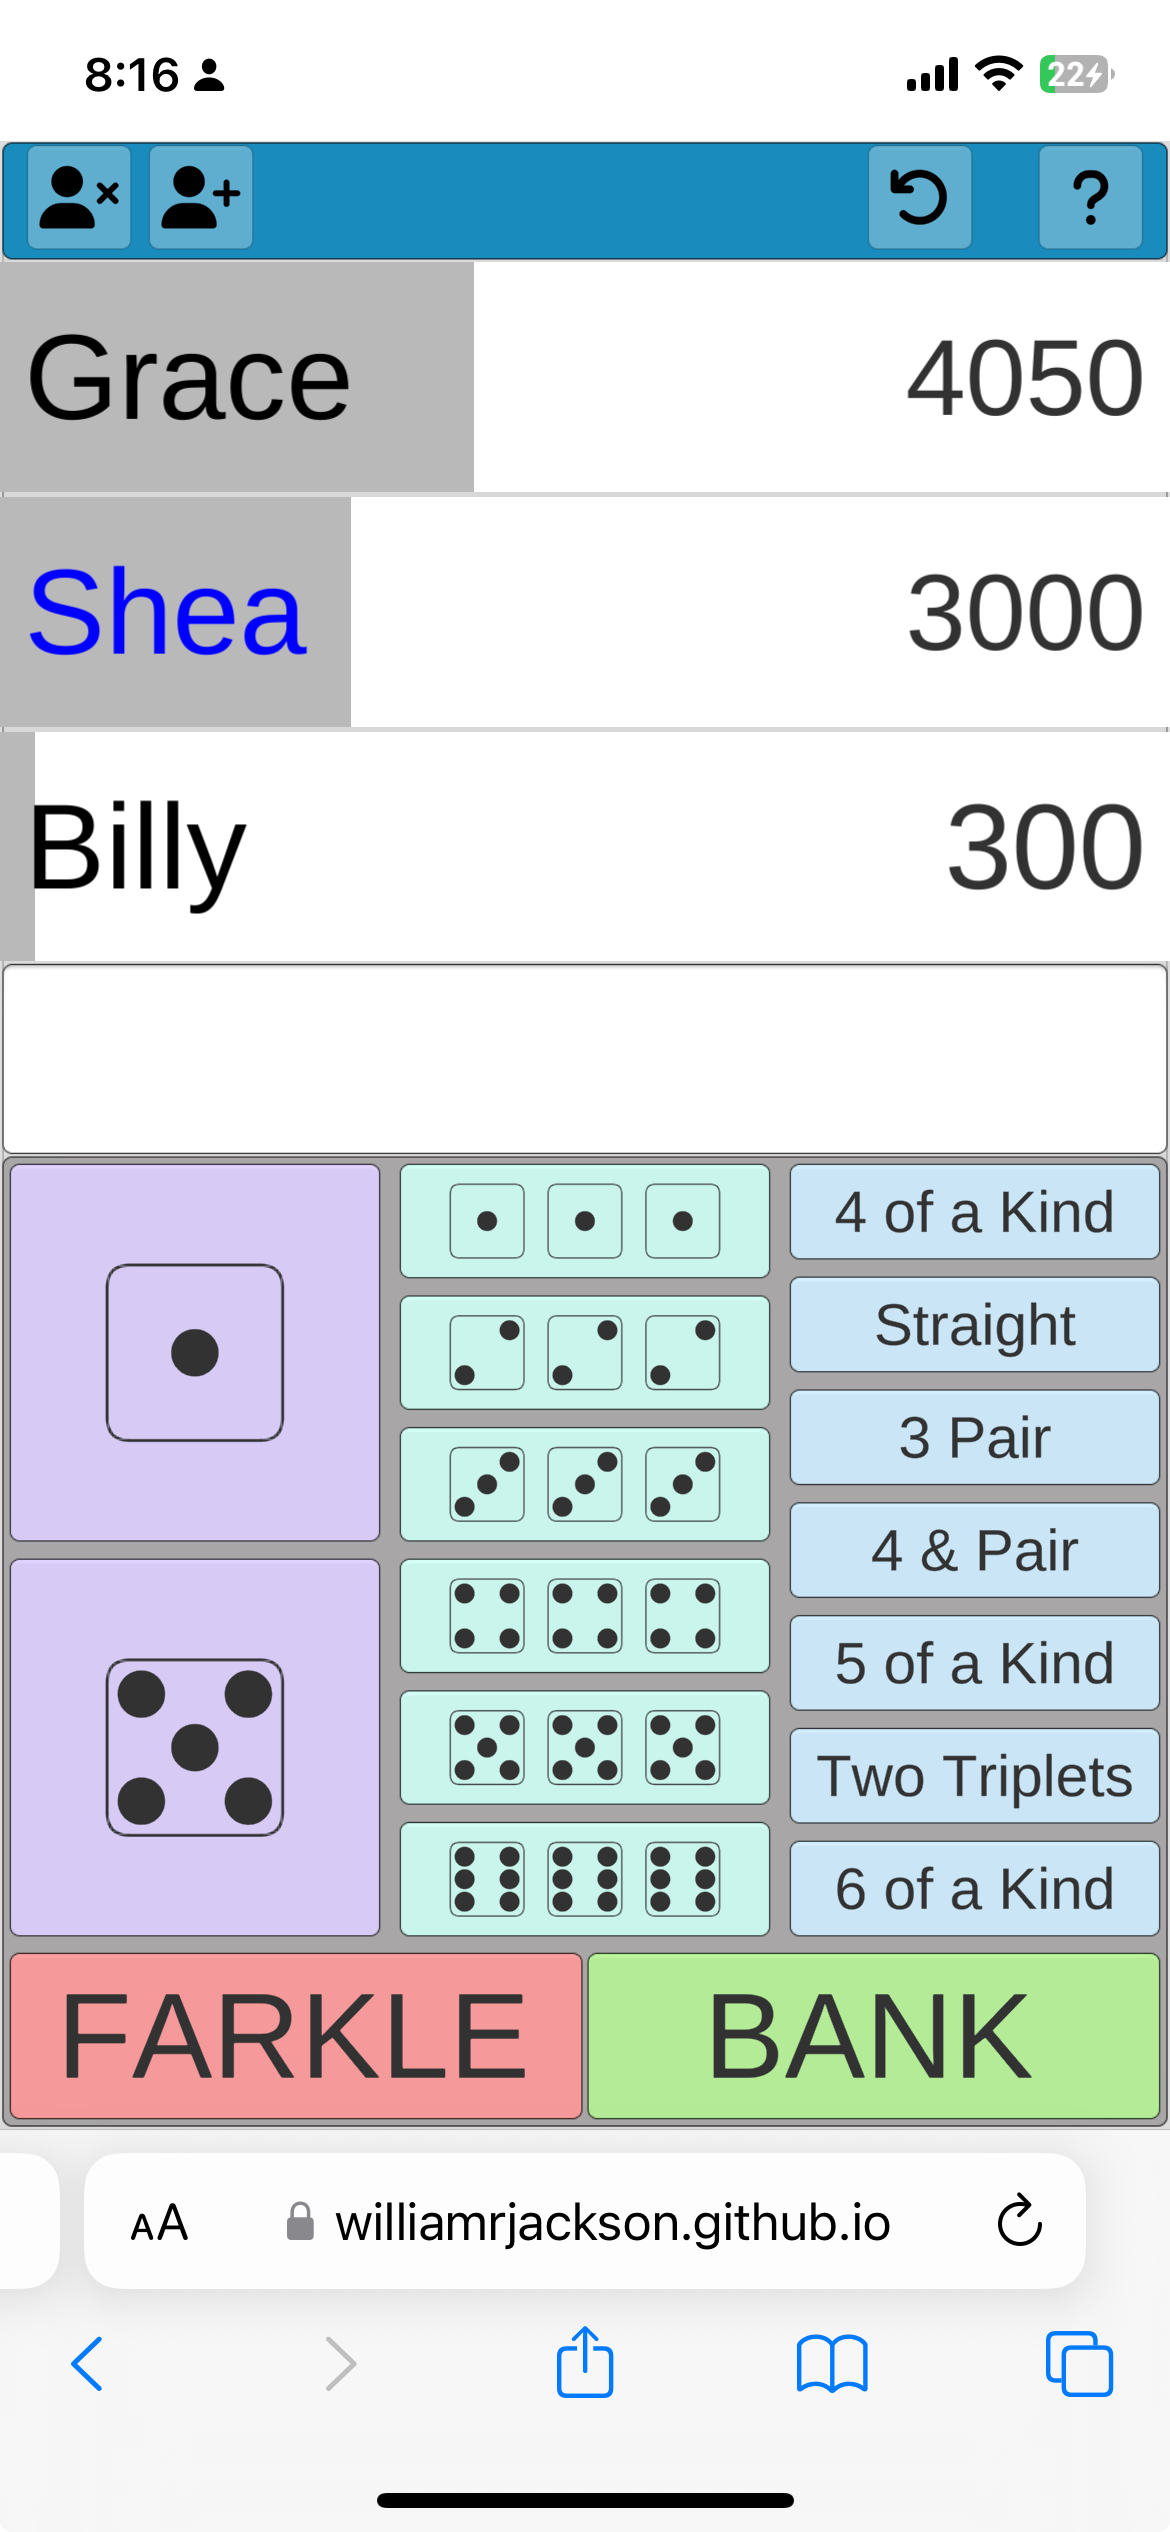 8:16
22
?
Grace 4050
Shea 3000
Billy 300
4 of a Kind
Straight
3 Pair
4 & Pair
5 of a Kind
Two Triplets
6 of a Kind
FARKLE BANK
AA williamrjackson.github.io